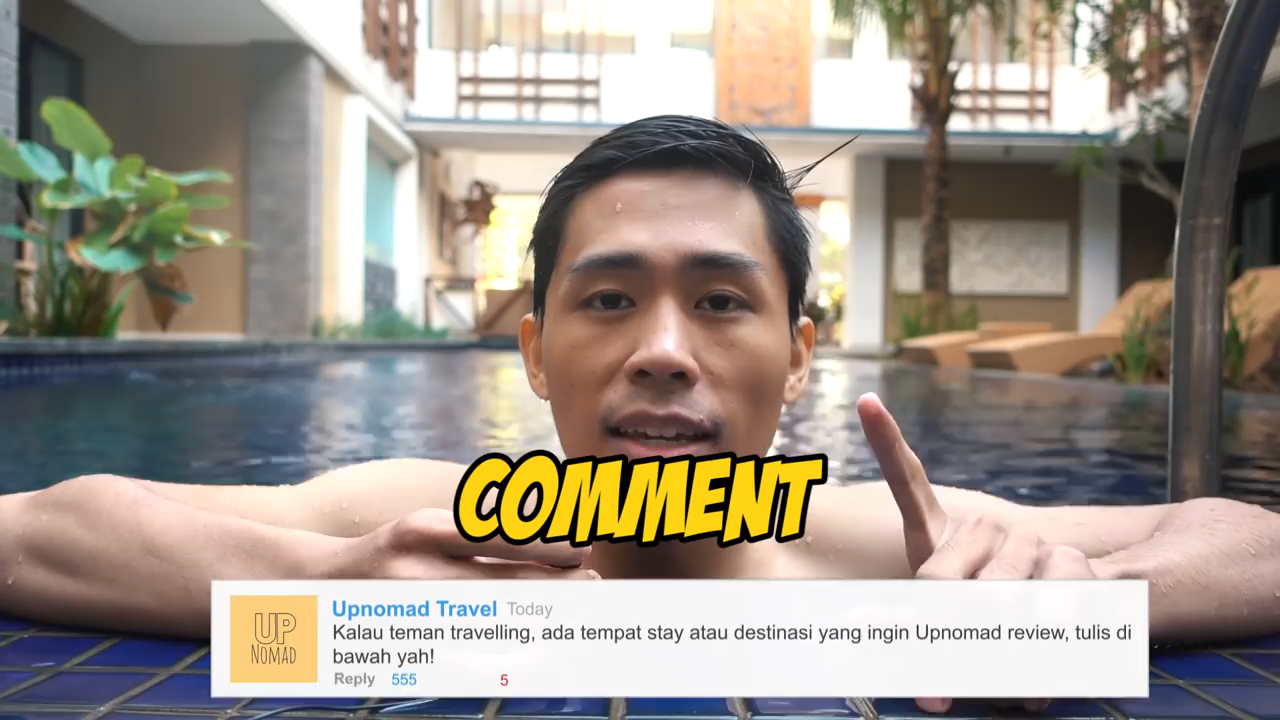 COMMENT
UP
NOMAD
Upnomad Travel Today
Kalau teman travelling, ada tempat stay atau destinasi yang ingin Upnomad review, tulis di
bawah yah!
Reply 555 5